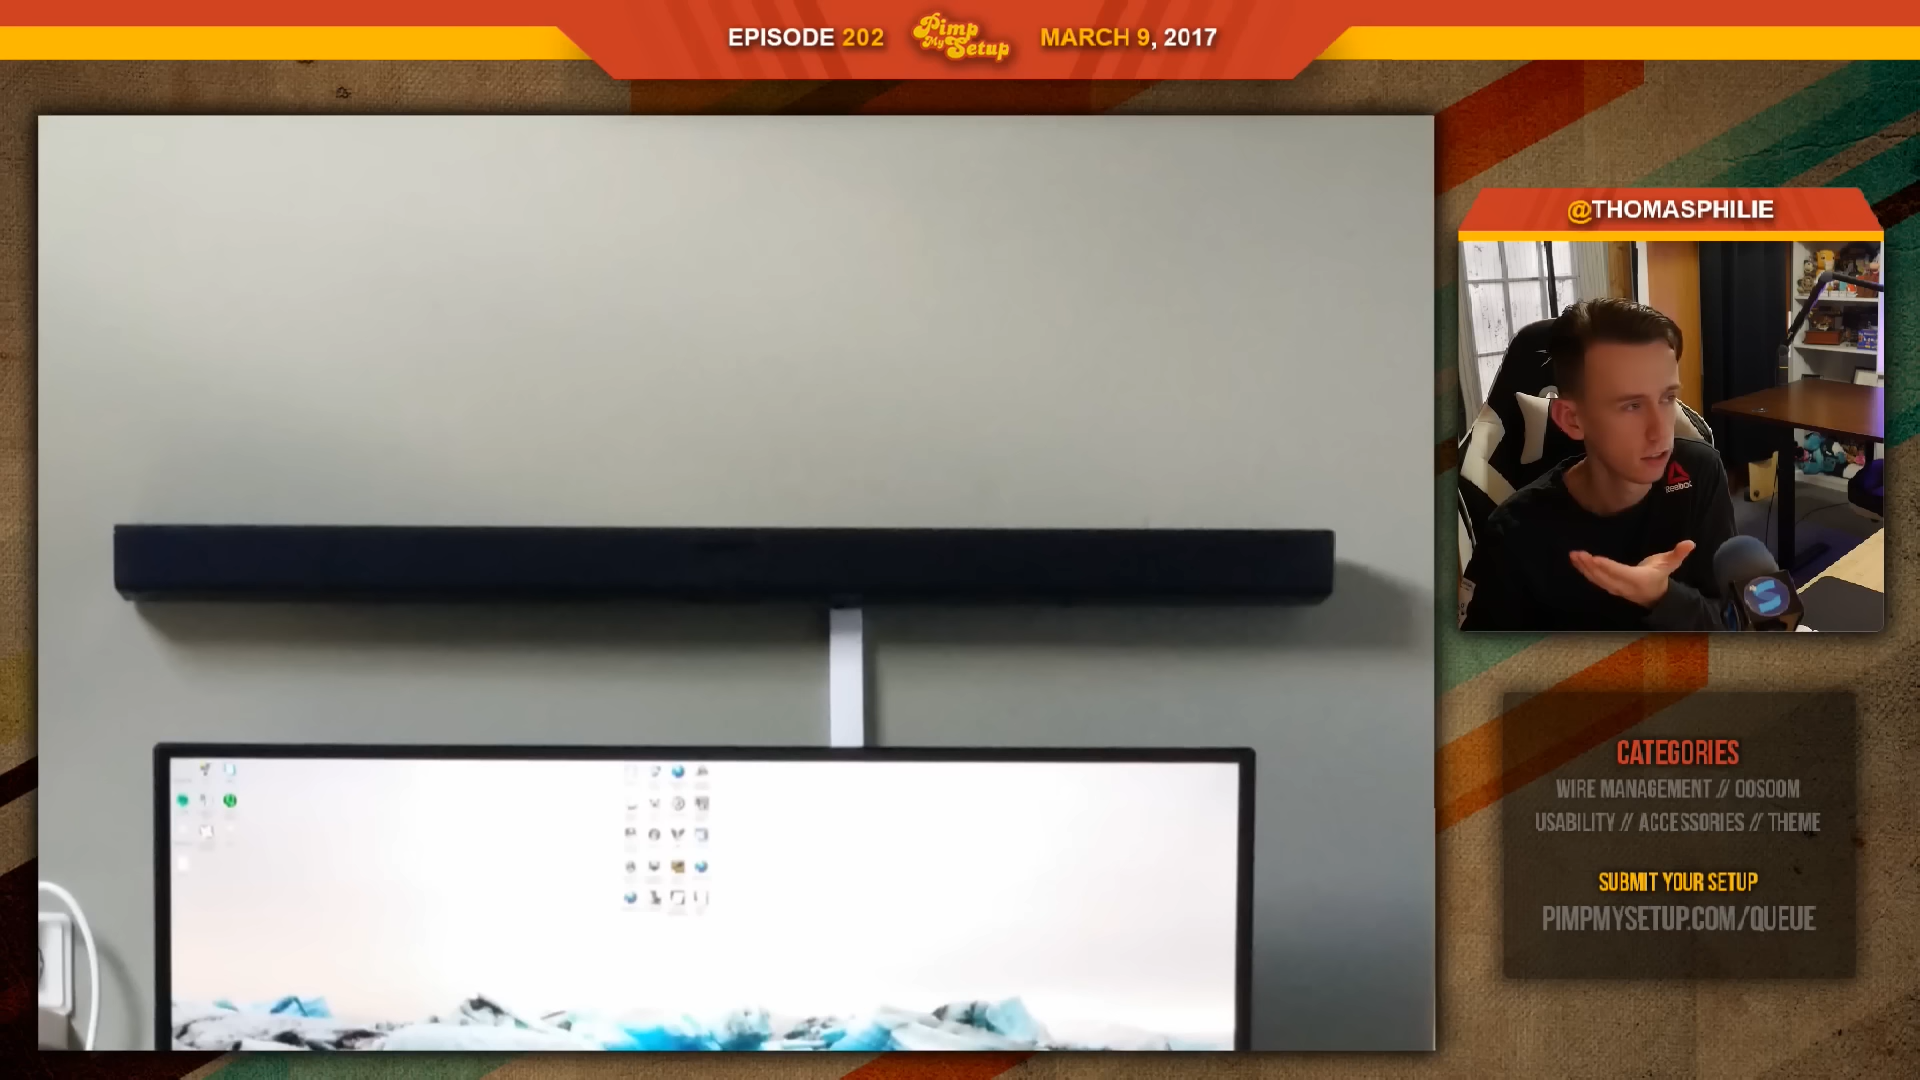 EPISODE 202
Pimp
My
Setup
MARCH 9, 2017
@THOMASPHILIE
Reebok
CATEGORIES
WIRE MANAGEMENT // OOSOOM
USABILITY // ACCESSORIES // THEME
SUBMIT YOUR SETUP
PIMPMYSETUP.COM/QUEUE